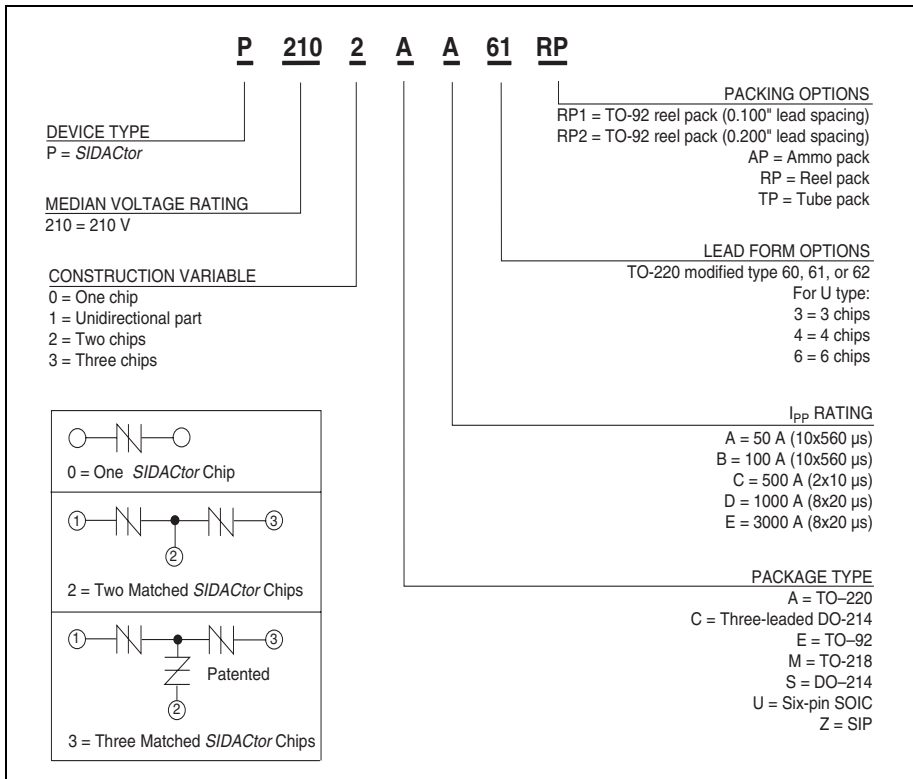 P 210 2 A A 61 RP
DEVICE TYPE
P = SIDACtor
MEDIAN VOLTAGE RATING
210 = 210 V
CONSTRUCTION VARIABLE
0 = One chip
1 = Unidirectional part
2 = Two chips
3 = Three chips
0 = One SIDACtor Chip
1
3
2
2 = Two Matched SIDACtor Chips
1
3
Patented
2
3 = Three Matched SIDACtor Chips
PACKING OPTIONS
RP1 = TO-92 reel pack (0.100" lead spacing)
RP2 = TO-92 reel pack (0.200" lead spacing)
AP = Ammo pack
RP = Reel pack
TP = Tube pack
LEAD FORM OPTIONS
TO-220 modified type 60, 61, or 62
For U type:
3 = 3 chips
4 = 4 chips
6 = 6 chips
IPP RATING
A = 50 A (10x560 µs)
B = 100 A (10x560 µs)
C = 500 A (2x10 µs)
D = 1000 A (8x20 µs)
E = 3000 A (8x20 µs)
PACKAGE TYPE
A = TO–220
C = Three-leaded DO-214
E = TO–92
M = TO-218
S = DO–214
U = Six-pin SOIC
Z = SIP